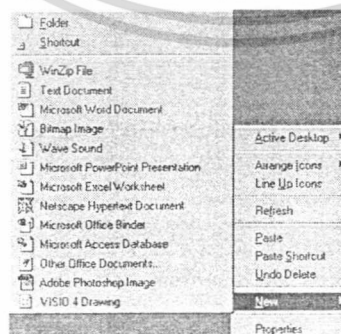 Folder
Shortcut
WinZip File
Text Document
Microsoft Word Document
Bitmap Image
Wave Sound
Microsoft PowerPoint Presentation
Microsoft Excel Worksheet
Netscape Hypertext Document
Microsoft Office Binder
Microsoft Access Database
Other Office Documents...
Adobe Photoshop Image
VISIO 4 Drawing
Active Desktop
Arrange Icons
Line Up Icons
Refresh
Paste
Paste Shortcut
Undo Delete
New
Properties